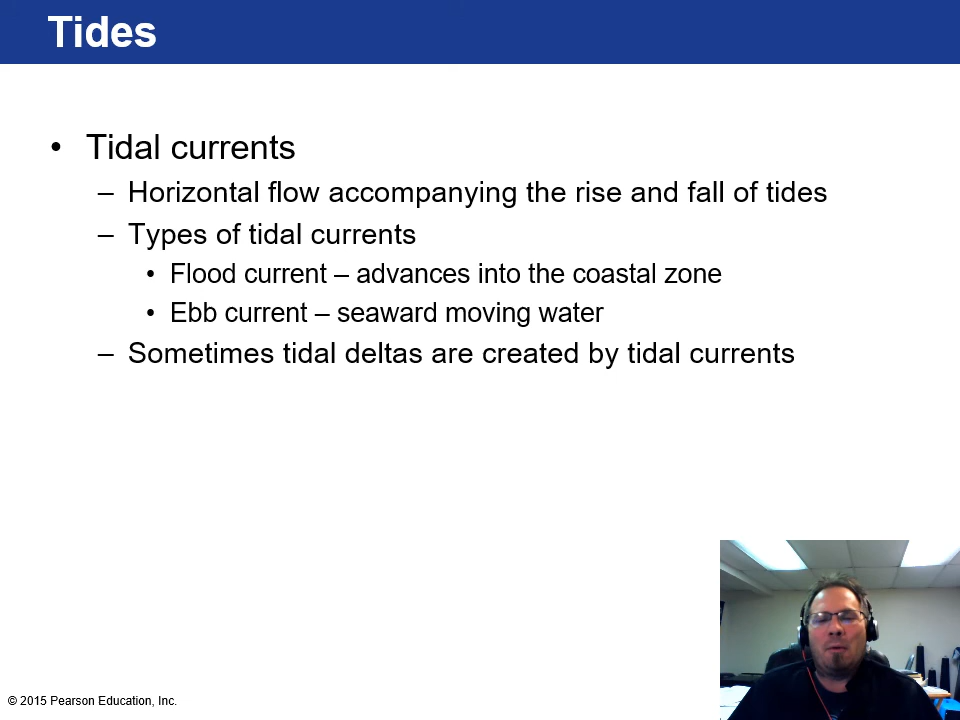 Tides
• Tidal currents
– Horizontal flow accompanying the rise and fall of tides
– Types of tidal currents
• Flood current – advances into the coastal zone
• Ebb current – seaward moving water
– Sometimes tidal deltas are created by tidal currents
© 2015 Pearson Education, Inc.